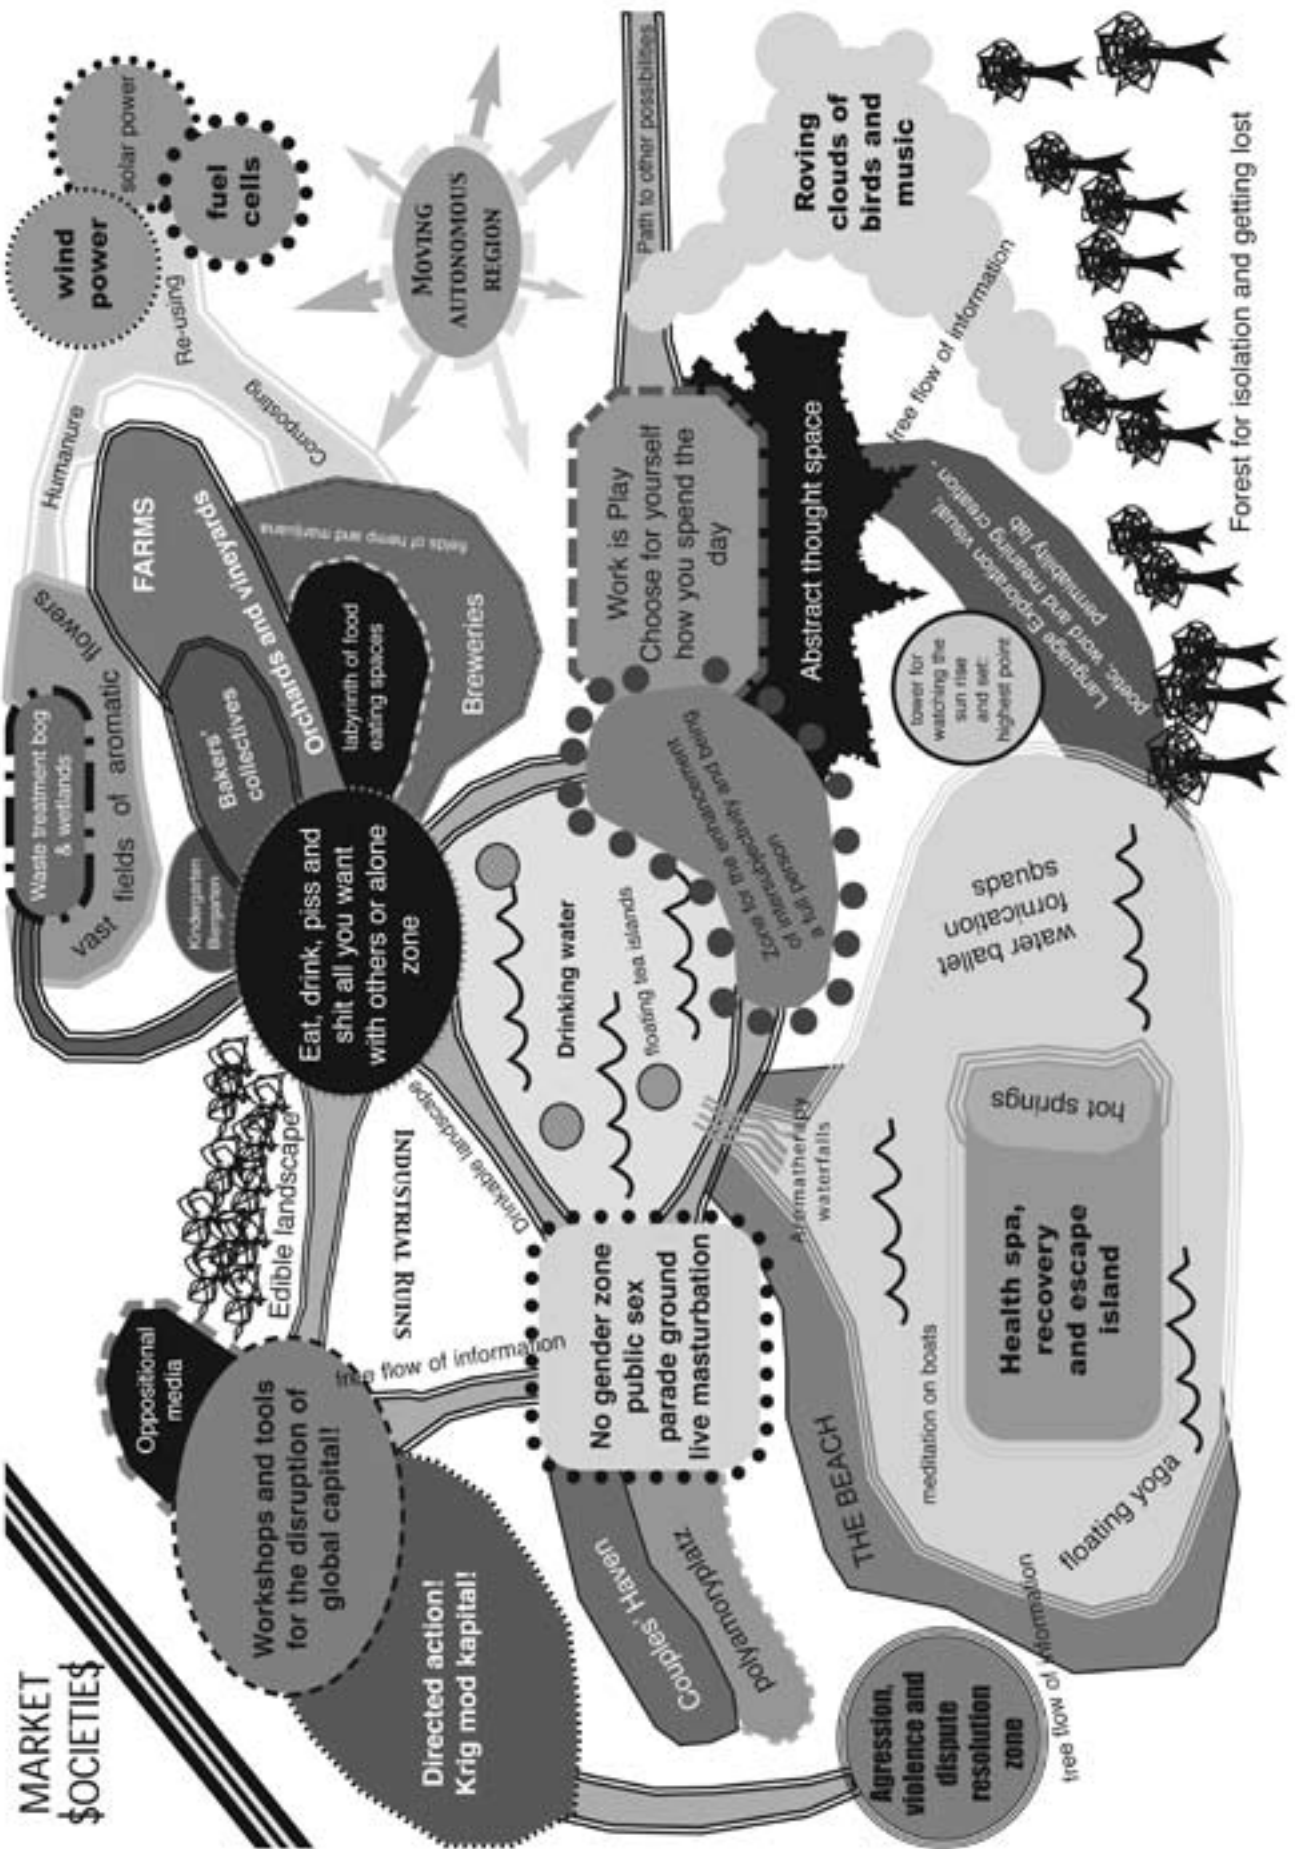 MARKET
$OCIETIE$
Oppositional
media
Workshops and tools
for the disruption of
global capital!
Directed action!
Krig mod kapital!
Edible landscape
INDUSTRIAL RUINS
Drinkable landscape
free flow of information
Waste treatment bog
& wetlands
vast fields of aromatic flowers
Humanure
Re-using
Composting
wind
power
solar power
fuel
cells
FARMS
Orchards and vineyards
Bakers'
collectives
Kindergarten
labyrinth of food
eating spaces
fields of hemp and marijuana
Breweries
Eat, drink, piss and
shit all you want
with others or alone
zone
MOVING
AUTONOMOUS
REGION
Drinking water
floating tea islands
No gender zone
public sex
parade ground
live masturbation
Couples' Haven
polyamoryplatz
Agression,
violence and
dispute
resolution
zone
free flow of information
Zone for the enhancement
of intersubjectivity and being
a full person
Work is Play
Choose for yourself
how you spend the
day
Path to other possibilities
Abstract thought space
Roving
clouds of
birds and
music
free flow of information
Language Exploration visual,
poetic, word and meaning creation -
permiability lab
tower for
watching the
sun rise
and set:
highest point
Aromatherapy
waterfalls
THE BEACH
meditation on boats
floating yoga
Health spa,
recovery
and escape
island
hot springs
water ballet
fornication
squads
Forest for isolation and getting lost